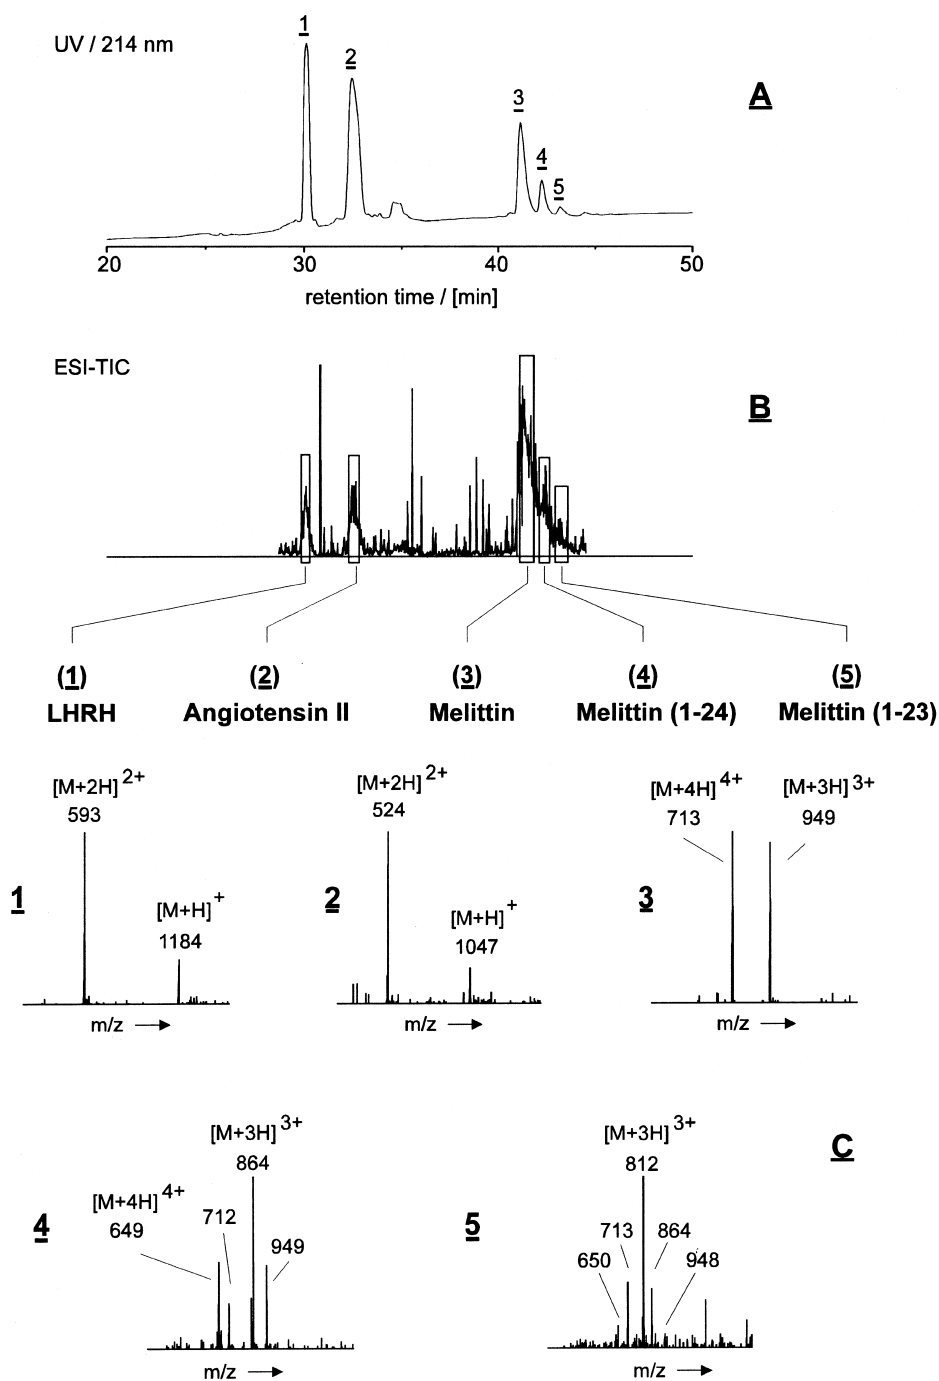 UV / 214 nm
1
2
3
4
5
A
20
30
40
50
retention time / [min]
ESI-TIC
B
(1)
(2)
(3)
(4)
(5)
LHRH
Angiotensin II
Melittin
Melittin (1-24)
Melittin (1-23)
[M+2H] 2+
593
[M+H] +
1184
1
m/z
[M+2H] 2+
524
[M+H] +
1047
2
m/z
[M+4H] 4+
713
[M+3H] 3+
949
3
m/z
C
[M+3H] 3+
864
[M+4H] 4+
649
712
949
4
m/z
[M+3H] 3+
812
713
864
650
948
5
m/z